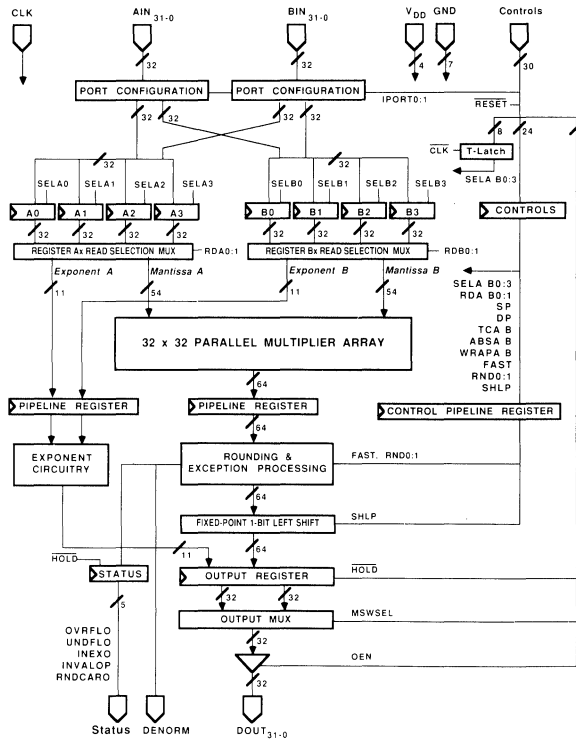 CLK AIN31-0 BIN31-0 VDD GND Controls
32 32 4 7 30
PORT CONFIGURATION PORT CONFIGURATION
IPORT0:1
RESET
32 32 32 32
8 24
CLK T-Latch
SELA B0:3
32 32
SELA0 SELA1 SELA2 SELA3 SELB0 SELB1 SELB2 SELB3
A0 A1 A2 A3 B0 B1 B2 B3 CONTROLS
32 32 32 32 32 32 32 32
REGISTER Ax READ SELECTION MUX RDA0:1 REGISTER Bx READ SELECTION MUX RDB0:1
Exponent A Mantissa A Exponent B Mantissa B
11 54 11 54
SELA B0:3
RDA B0:1
SP
DP
TCA B
ABSA B
WRAPA B
FAST
RND0:1
SHLP
32 x 32 PARALLEL MULTIPLIER ARRAY
64
PIPELINE REGISTER PIPELINE REGISTER CONTROL PIPELINE REGISTER
64
EXPONENT CIRCUITRY
ROUNDING &
EXCEPTION PROCESSING
FAST. RND0:1
64
FIXED-POINT 1-BIT LEFT SHIFT SHLP
11 64
HOLD
STATUS OUTPUT REGISTER HOLD
5 32 32
OUTPUT MUX MSWSEL
32
OVRFLO
UNDFLO
INEXO
INVALOP
RNDCARO
OEN
32
Status DENORM DOUT31-0